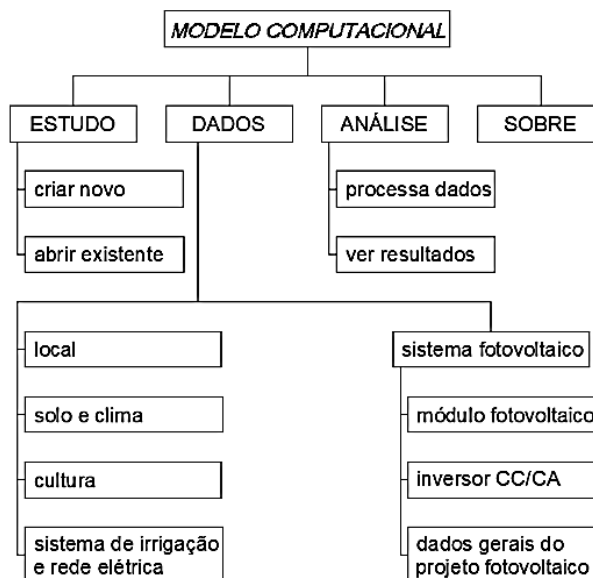 MODELO COMPUTACIONAL
ESTUDO
DADOS
ANÁLISE
SOBRE
criar novo
processa dados
abrir existente
ver resultados
local
sistema fotovoltaico
solo e clima
módulo fotovoltaico
cultura
inversor CC/CA
sistema de irrigação
e rede elétrica
dados gerais do
projeto fotovoltaico